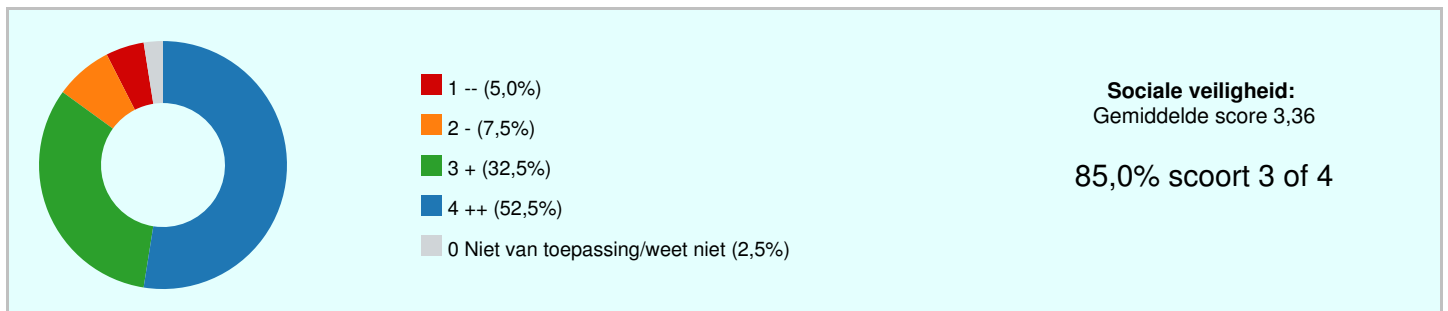 1 -- (5,0%)
2 - (7,5%)
3 + (32,5%)
4 ++ (52,5%)
0 Niet van toepassing/weet niet (2,5%)
Sociale veiligheid:
Gemiddelde score 3,36
85,0% scoort 3 of 4